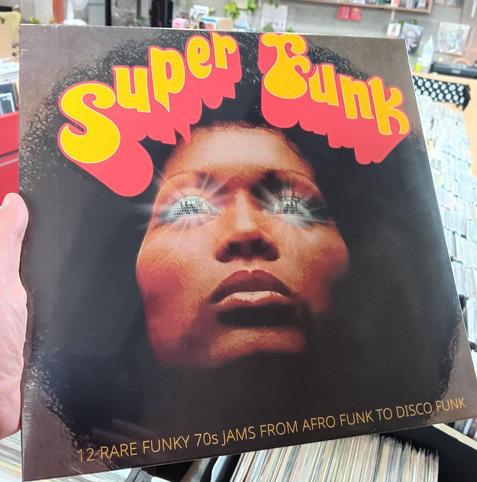 Super Funk
12 RARE FUNKY 70s JAMS FROM AFRO FUNK TO DISCO FUNK